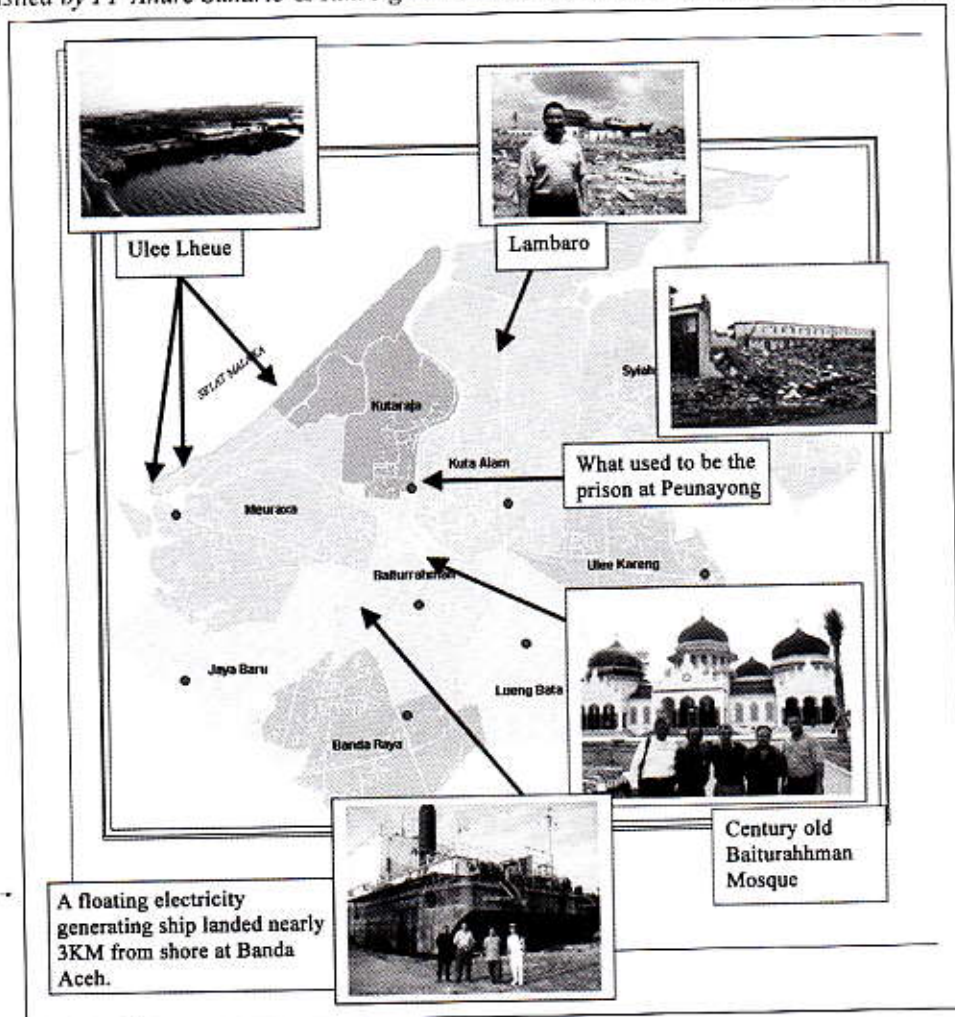 Ulee Lheue
Lambaro
SELAT MALAKA
Kutaraja
Syiah
Kuta Alam
What used to be the
prison at Peunayong
Meuraxa
Ulee Kareng
Baiturrahman
Jaya Baru
Lueng Bata
Banda Raya
Century old
Baiturahhman
Mosque
A floating electricity
generating ship landed nearly
3KM from shore at Banda
Aceh.